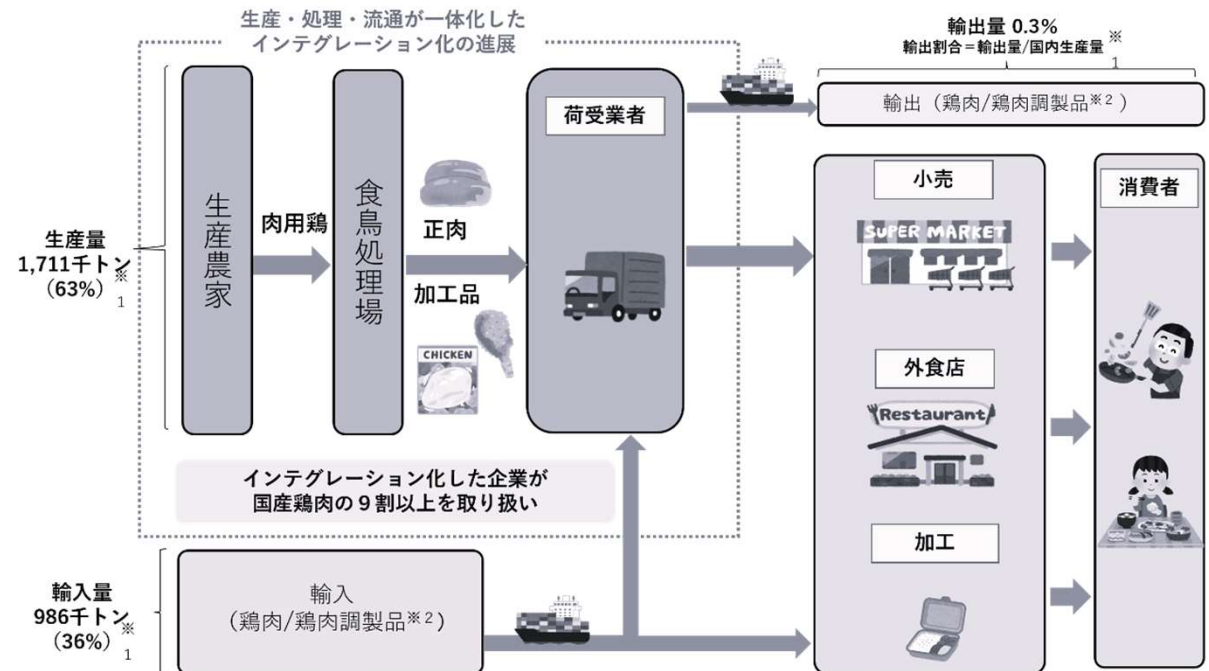 生産・処理・流通が一体化した
インテグレーション化の進展
輸出量 0.3%
輸出割合＝輸出量/国内生産量※1
輸出（鶏肉/鶏肉調製品※2）
荷受業者
小売
消費者
SUPER MARKET
生産農家
肉用鶏
食鳥処理場
正肉
加工品
CHICKEN
生産量
1,711千トン※1
（63%）
外食店
Restaurant
インテグレーション化した企業が
国産鶏肉の９割以上を取り扱い
加工
輸入
（鶏肉/鶏肉調製品※2）
輸入量
986千トン※1
（36%）